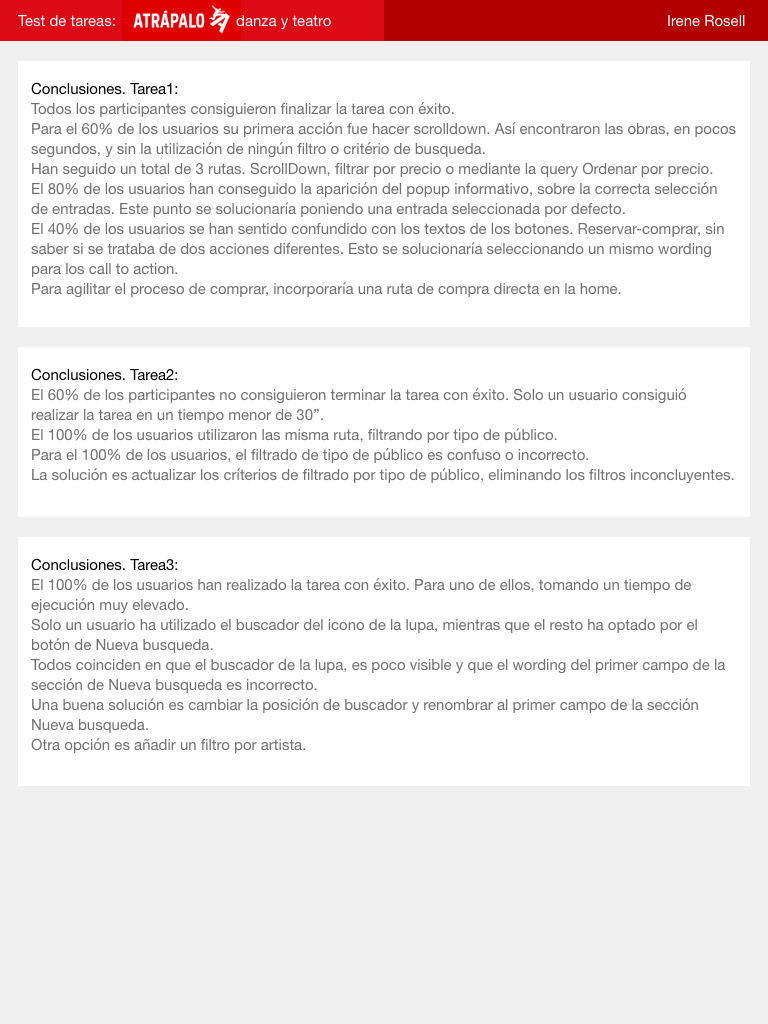 Test de tareas: ATRÁPALO danza y teatro Irene Rosell
Conclusiones. Tarea1:
Todos los participantes consiguieron finalizar la tarea con éxito.
Para el 60% de los usuarios su primera acción fue hacer scrolldown. Así encontraron las obras, en pocos
segundos, y sin la utilización de ningún filtro o critério de busqueda.
Han seguido un total de 3 rutas. ScrollDown, filtrar por precio o mediante la query Ordenar por precio.
El 80% de los usuarios han conseguido la aparición del popup informativo, sobre la correcta selección
de entradas. Este punto se solucionaría poniendo una entrada seleccionada por defecto.
El 40% de los usuarios se han sentido confundido con los textos de los botones. Reservar-comprar, sin
saber si se trataba de dos acciones diferentes. Esto se solucionaría seleccionando un mismo wording
para los call to action.
Para agilitar el proceso de comprar, incorporaría una ruta de compra directa en la home.
Conclusiones. Tarea2:
El 60% de los participantes no consiguieron terminar la tarea con éxito. Solo un usuario consiguió
realizar la tarea en un tiempo menor de 30”.
El 100% de los usuarios utilizaron las misma ruta, filtrando por tipo de público.
Para el 100% de los usuarios, el filtrado de tipo de público es confuso o incorrecto.
La solución es actualizar los críterios de filtrado por tipo de público, eliminando los filtros inconcluyentes.
Conclusiones. Tarea3:
El 100% de los usuarios han realizado la tarea con éxito. Para uno de ellos, tomando un tiempo de
ejecución muy elevado.
Solo un usuario ha utilizado el buscador del icono de la lupa, mientras que el resto ha optado por el
botón de Nueva busqueda.
Todos coinciden en que el buscador de la lupa, es poco visible y que el wording del primer campo de la
sección de Nueva busqueda es incorrecto.
Una buena solución es cambiar la posición de buscador y renombrar al primer campo de la sección
Nueva busqueda.
Otra opción es añadir un filtro por artista.